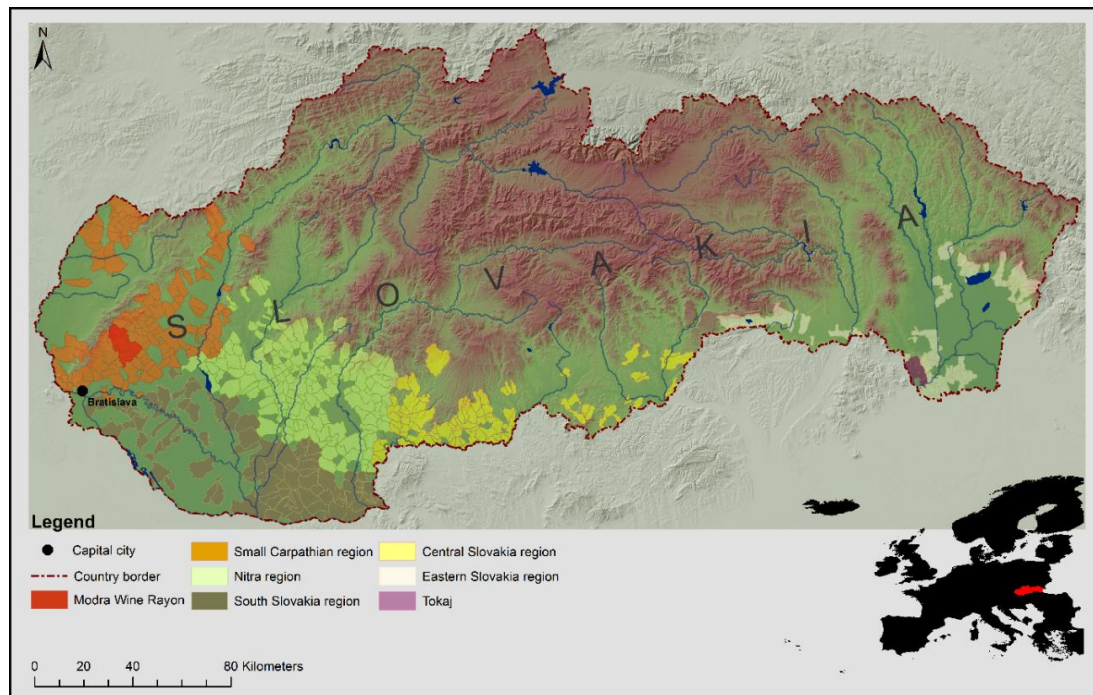 N
S L O V A K I A
Bratislava
Legend
Capital city
Country border
Modra Wine Rayon
Small Carpathian region
Nitra region
South Slovakia region
Central Slovakia region
Eastern Slovakia region
Tokaj
0 20 40 80 Kilometers